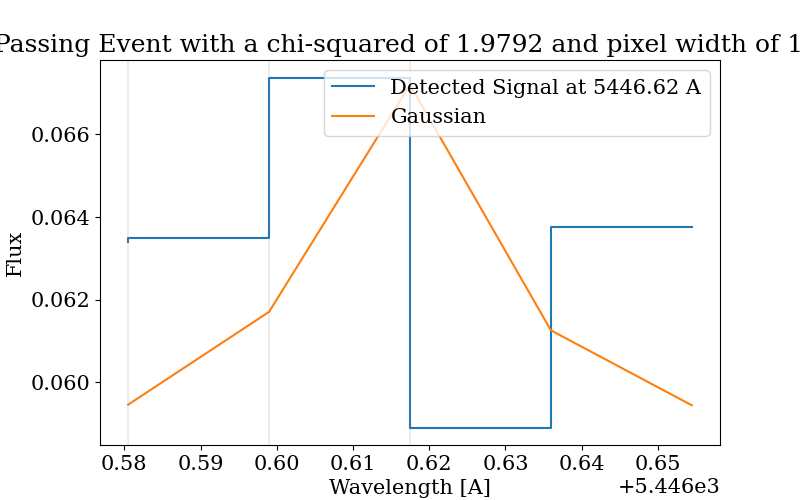 Passing Event with a chi-squared of 1.9792 and pixel width of 1
Detected Signal at 5446.62 A
Gaussian
Flux
0.066
0.064
0.062
0.060
0.58 0.59 0.60 0.61 0.62 0.63 0.64 0.65
Wavelength [A]
+5.446e3